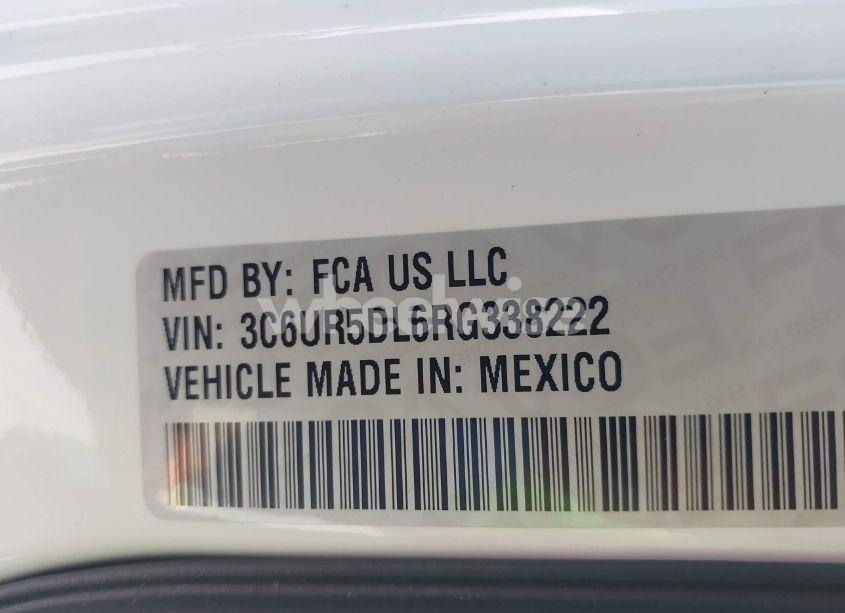 MFD BY: FCA US LLC
VIN: 3C6UR5DL6RG338222
VEHICLE MADE IN: MEXICO